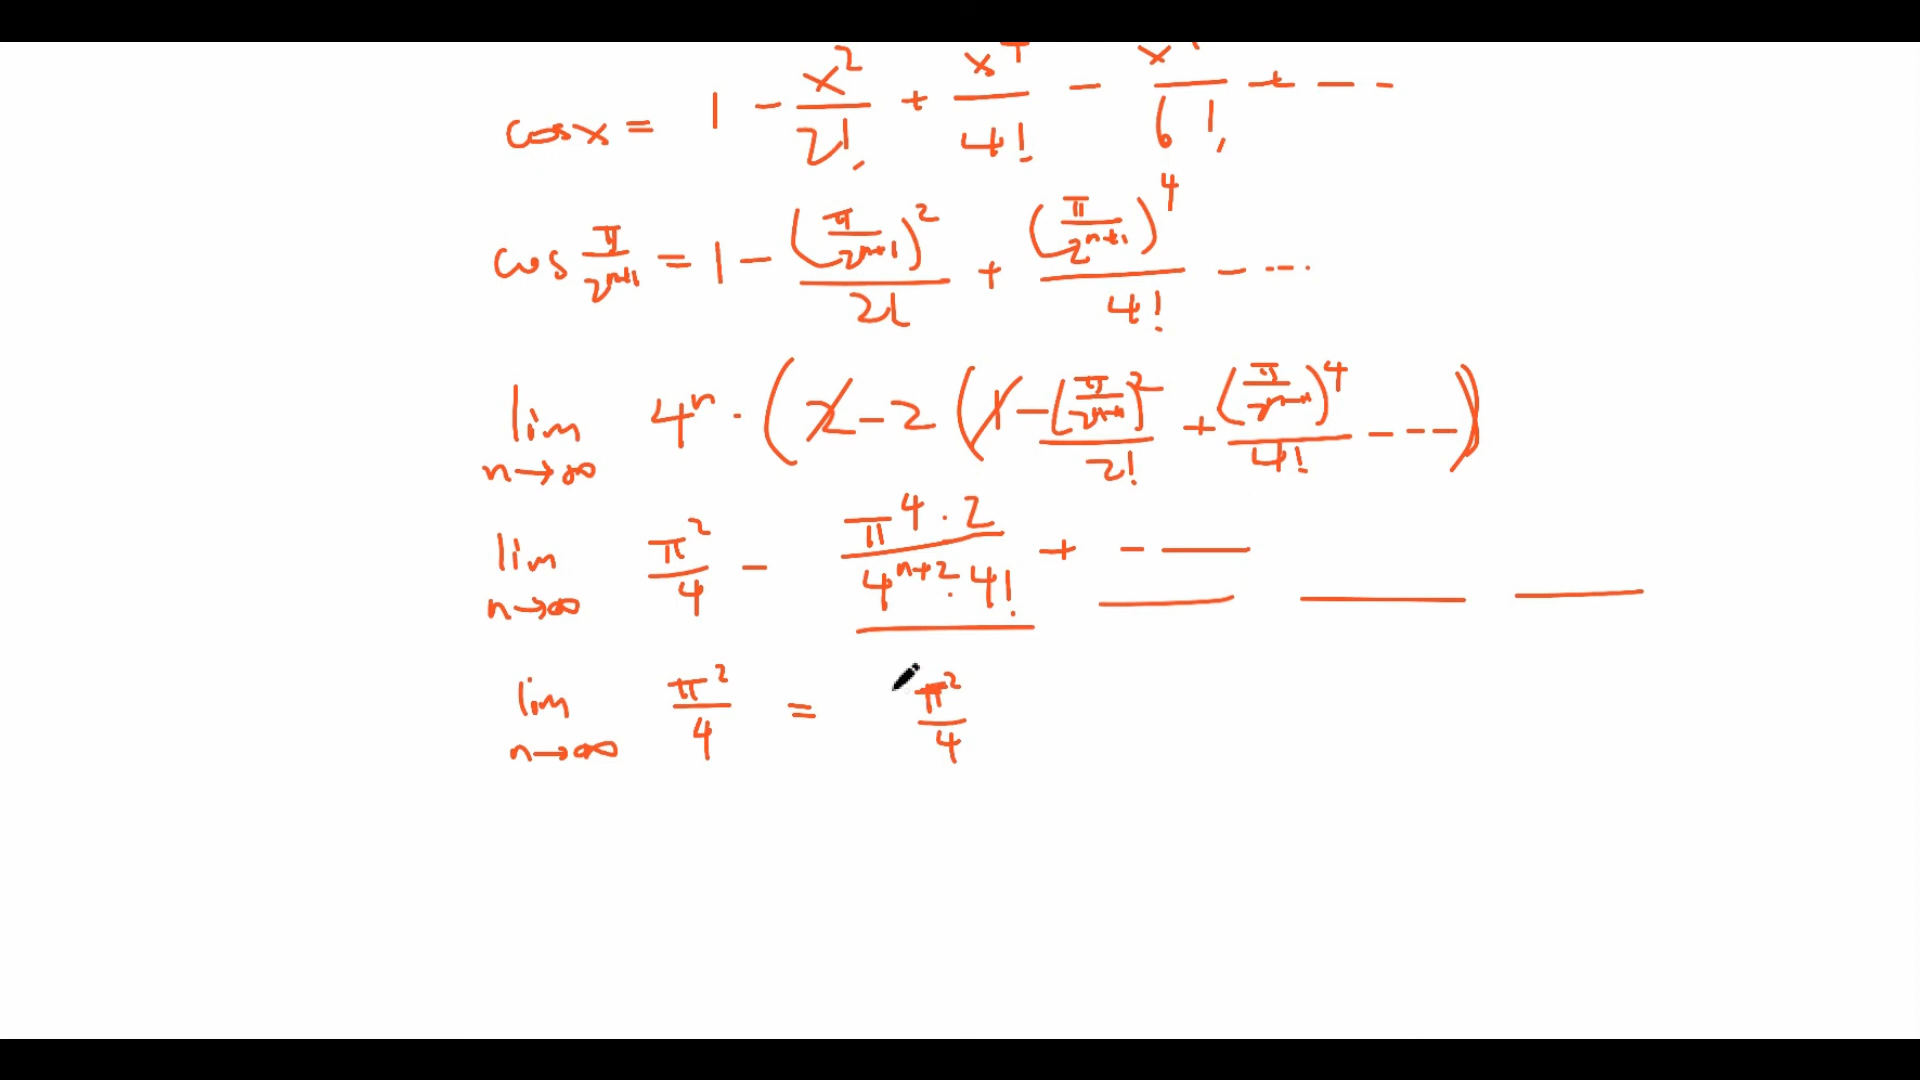 cos x = 1 - x²/2! + x⁴/4! - x/6! + ----
cos π/2ⁿ⁺¹ = 1 - (π/2ⁿ⁺¹)²/2! + (π/2ⁿ⁺¹)⁴/4! - ----
lim n→∞ 4ⁿ · (2 - 2 (1 - (π/2ⁿ⁺¹)²/2! + (π/2ⁿ⁺¹)⁴/4! - ---))
lim n→∞ π²/4 - π⁴·2/4ⁿ⁺²·4! + - —
lim n→∞ π²/4 = π²/4